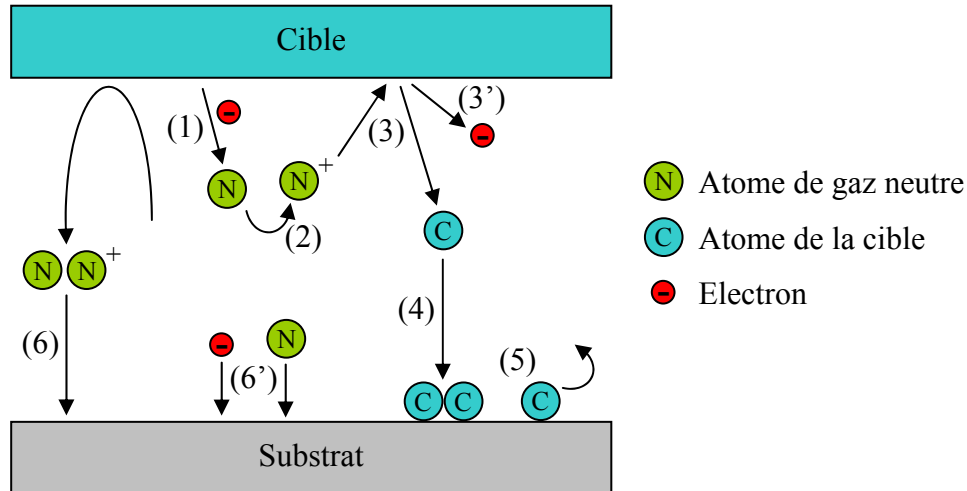 Cible
(1)
(3')
(3)
N
N+
(2)
C
N Atome de gaz neutre
C Atome de la cible
- Electron
N N+
(4)
(6)
- N
(6')
(5)
C C C
Substrat